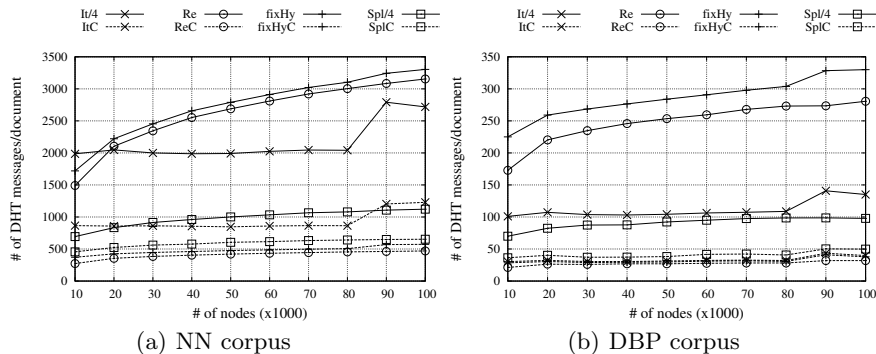 It/4 Re fixHy Spl/4
ItC ReC fixHyC SplC
# of DHT messages/document
3500
3000
2500
2000
1500
1000
500
0
10 20 30 40 50 60 70 80 90 100
# of nodes (x1000)
(a) NN corpus
It/4 Re fixHy Spl/4
ItC ReC fixHyC SplC
# of DHT messages/document
350
300
250
200
150
100
50
0
10 20 30 40 50 60 70 80 90 100
# of nodes (x1000)
(b) DBP corpus